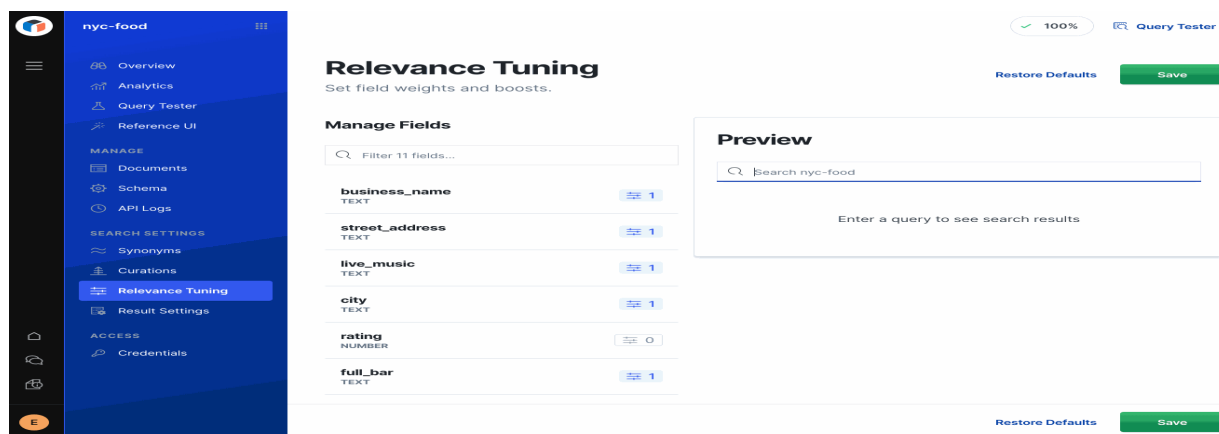 nyc-food
100%
Query Tester
Overview
Analytics
Query Tester
Reference UI
MANAGE
Documents
Schema
API Logs
SEARCH SETTINGS
Synonyms
Curations
Relevance Tuning
Result Settings
ACCESS
Credentials
E
Relevance Tuning
Set field weights and boosts.
Restore Defaults
Save
Manage Fields
Filter 11 fields...
business_name
TEXT
1
street_address
TEXT
1
live_music
TEXT
1
city
TEXT
1
rating
NUMBER
0
full_bar
TEXT
1
Preview
Search nyc-food
Enter a query to see search results
Restore Defaults
Save